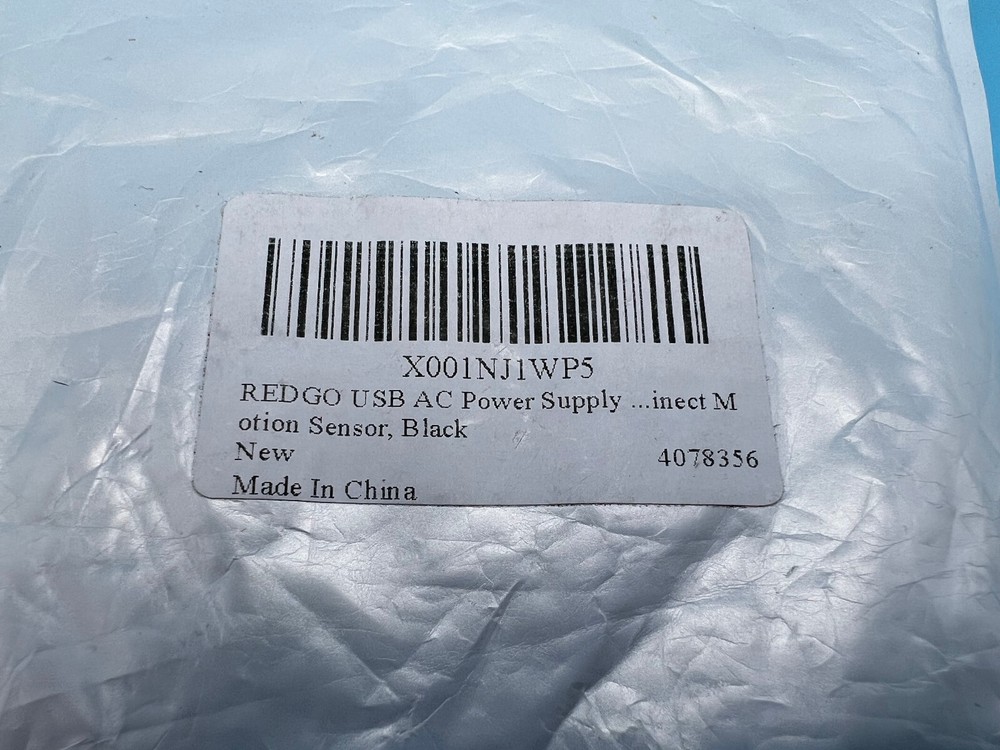 X001NJ1WP5
REDGO USB AC Power Supply ...inect M
otion Sensor, Black
New 4078356
Made In China